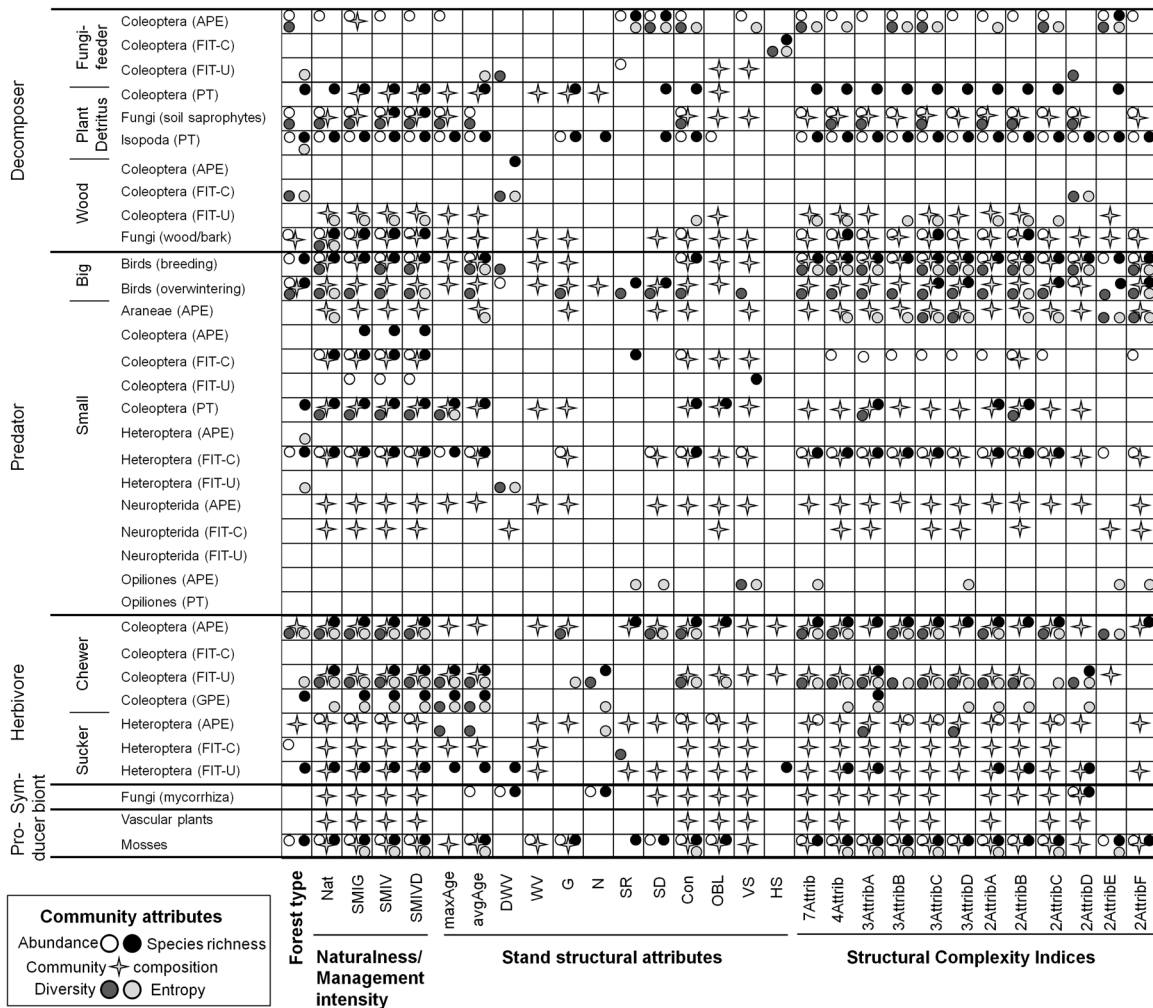 Decomposer
Fungi-
feeder
Coleoptera (APE)
Coleoptera (FIT-C)
Coleoptera (FIT-U)
Plant
Detritus
Coleoptera (PT)
Fungi (soil saprophytes)
Isopoda (PT)
Wood
Coleoptera (APE)
Coleoptera (FIT-C)
Coleoptera (FIT-U)
Fungi (wood/bark)
Predator
Big
Birds (breeding)
Birds (overwintering)
Small
Araneae (APE)
Coleoptera (APE)
Coleoptera (FIT-C)
Coleoptera (FIT-U)
Coleoptera (PT)
Heteroptera (APE)
Heteroptera (FIT-C)
Heteroptera (FIT-U)
Neuropterida (APE)
Neuropterida (FIT-C)
Neuropterida (FIT-U)
Opiliones (APE)
Opiliones (PT)
Herbivore
Chewer
Coleoptera (APE)
Coleoptera (FIT-C)
Coleoptera (FIT-U)
Coleoptera (GPE)
Sucker
Heteroptera (APE)
Heteroptera (FIT-C)
Heteroptera (FIT-U)
Sym-
biont
Fungi (mycorrhiza)
Pro-
ducer
Vascular plants
Mosses
Forest type
Nat
SMIG
SMIV
SMIVD
maxAge
avgAge
DWV
WV
G
N
SR
SD
Con
OBL
VS
HS
7Attrib
4Attrib
3AttribA
3AttribB
3AttribC
3AttribD
2AttribA
2AttribB
2AttribC
2AttribD
2AttribE
2AttribF
Naturalness/
Management
intensity
Stand structural attributes
Structural Complexity Indices
Community attributes
Abundance Species richness
Community composition
Diversity Entropy